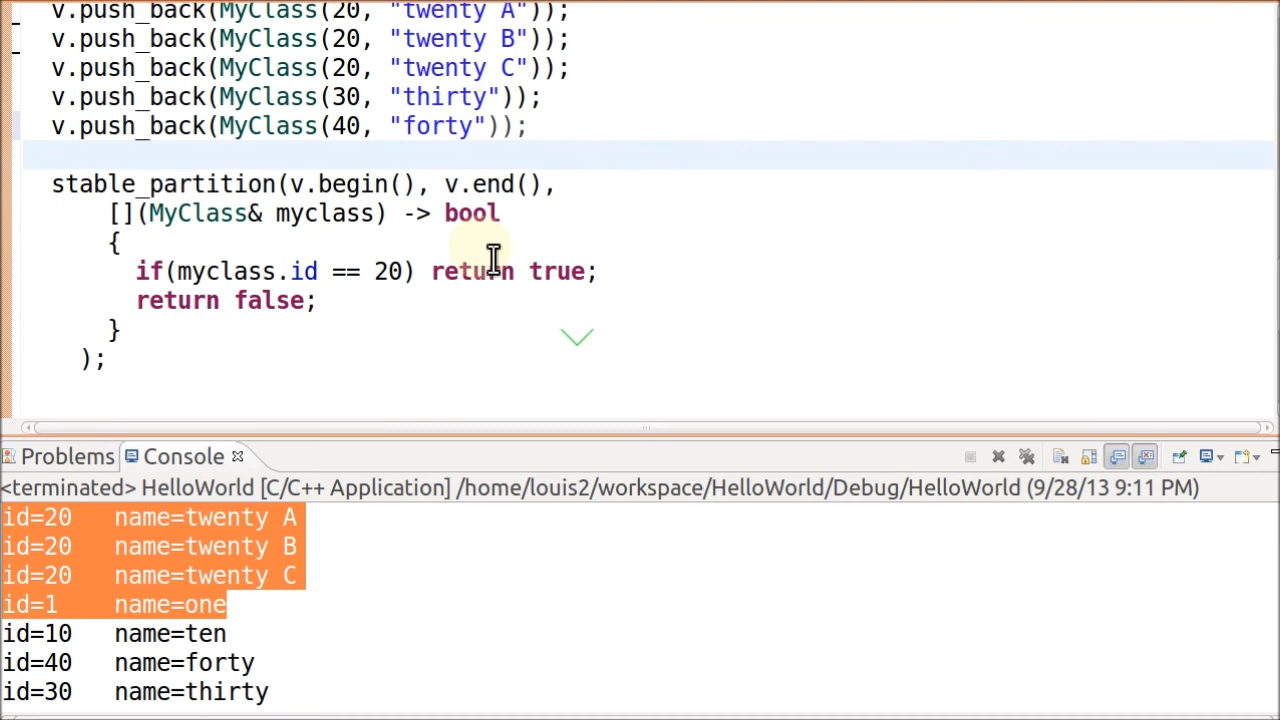 v.push_back(MyClass(20, "twenty A"));
v.push_back(MyClass(20, "twenty B"));
v.push_back(MyClass(20, "twenty C"));
v.push_back(MyClass(30, "thirty"));
v.push_back(MyClass(40, "forty"));
stable_partition(v.begin(), v.end(),
[](MyClass& myclass) -> bool
{
if(myclass.id == 20) return true;
return false;
}
);
Problems Console
<terminated> HelloWorld [C/C++ Application] /home/louis2/workspace/HelloWorld/Debug/HelloWorld (9/28/13 9:11 PM)
id=20 name=twenty A
id=20 name=twenty B
id=20 name=twenty C
id=1 name=one
id=10 name=ten
id=40 name=forty
id=30 name=thirty